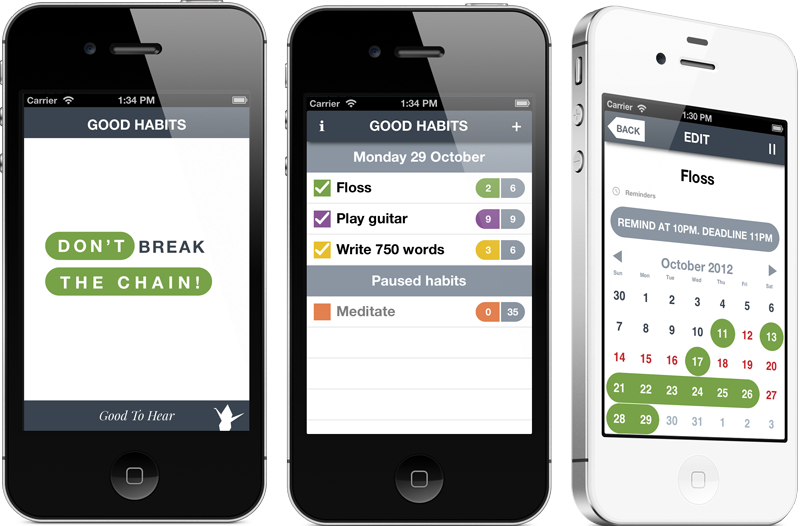 Carrier 1:34 PM
GOOD HABITS
DON'T BREAK
THE CHAIN!
Good To Hear
Carrier 1:34 PM
i GOOD HABITS +
Monday 29 October
Floss 2 6
Play guitar 9 9
Write 750 words 3 6
Paused habits
Meditate 0 35
Carrier 1:30 PM
BACK EDIT
Floss
Reminders
REMIND AT 10PM. DEADLINE 11PM
October 2012
Sun Mon Tue Wed Thu Fri Sat
30 1 2 3 4 5 6
7 8 9 10 11 12 13
14 15 16 17 18 19 20
21 22 23 24 25 26 27
28 29 30 31 1 2 3